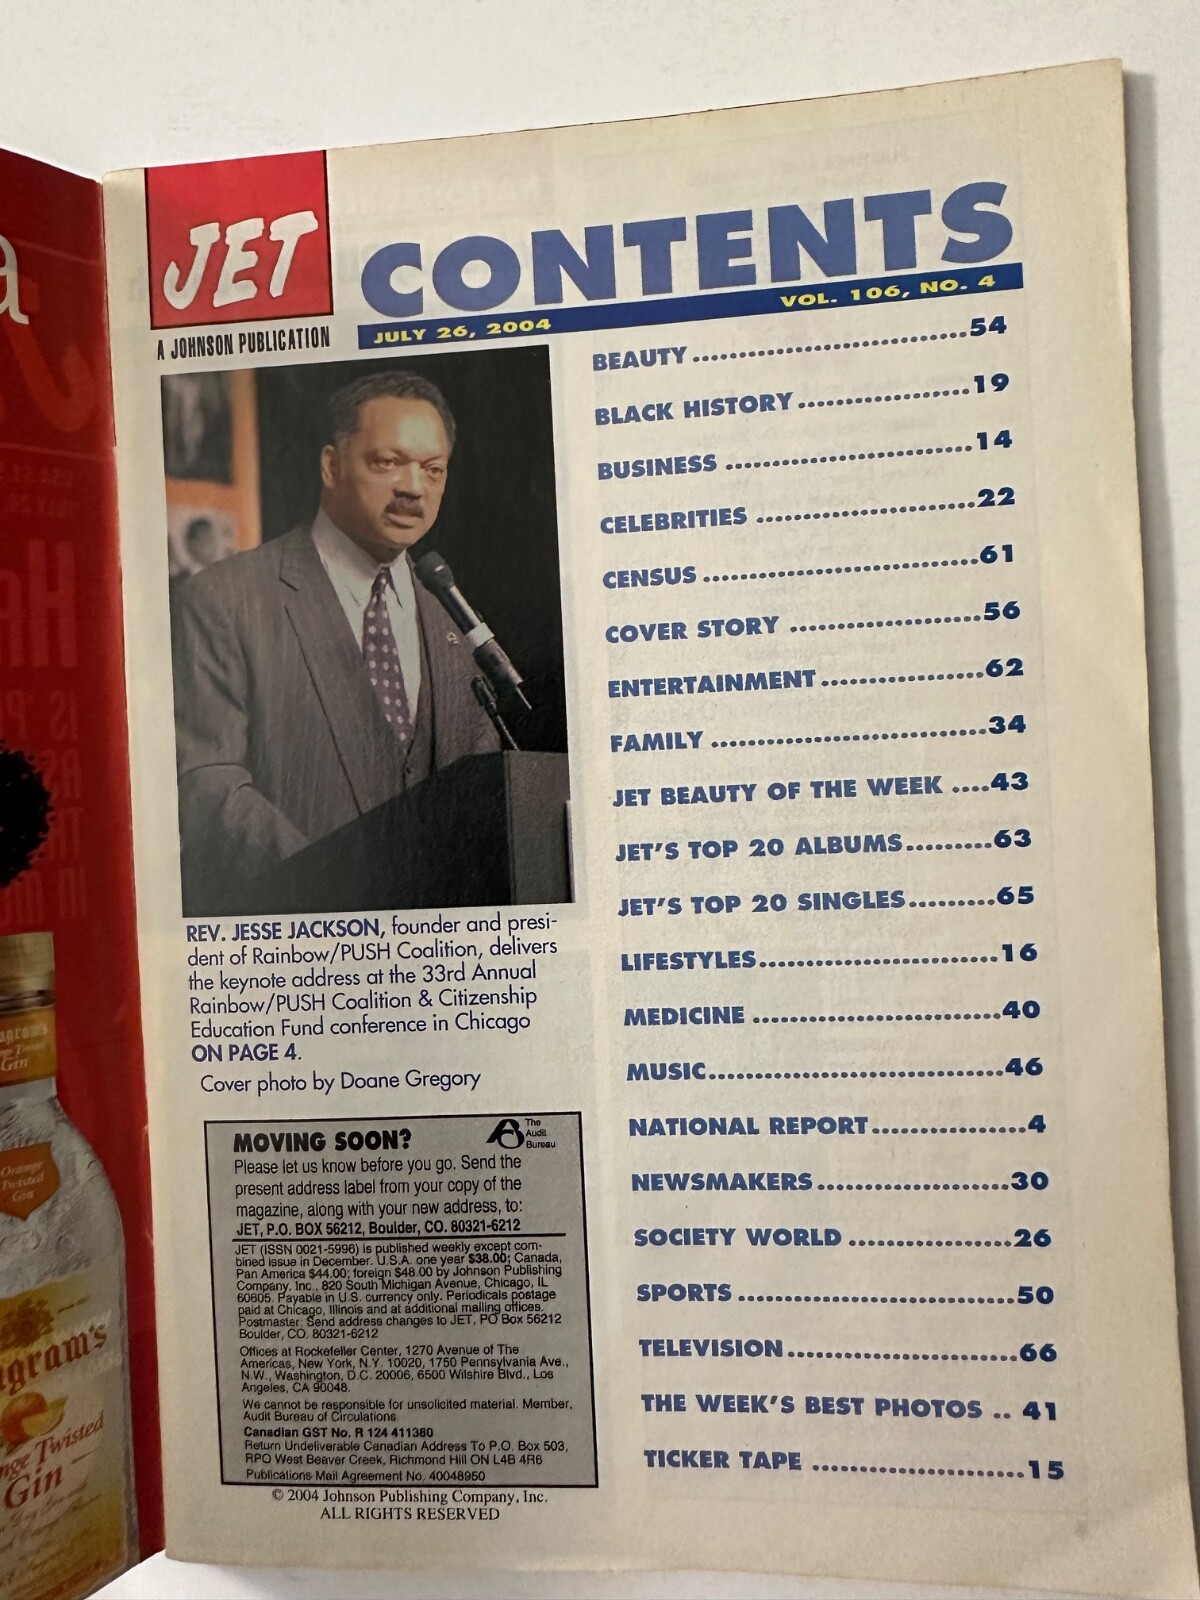 JET
A JOHNSON PUBLICATION
CONTENTS
JULY 26, 2004
VOL. 106, NO. 4
REV. JESSE JACKSON, founder and presi-
dent of Rainbow/PUSH Coalition, delivers
the keynote address at the 33rd Annual
Rainbow/PUSH Coalition & Citizenship
Education Fund conference in Chicago
ON PAGE 4.
Cover photo by Doane Gregory
MOVING SOON?
The
Audit
Bureau
Please let us know before you go. Send the
present address label from your copy of the
magazine, along with your new address, to:
JET, P.O. BOX 56212, Boulder, CO. 80321-6212
JET (ISSN 0021-5996) is published weekly except com-
bined issue in December. U.S.A. one year $38.00; Canada,
Pan America $44.00; foreign $48.00 by Johnson Publishing
Company, Inc., 820 South Michigan Avenue, Chicago, IL
60605. Payable in U.S. currency only. Periodicals postage
paid at Chicago, Illinois and at additional mailing offices.
Postmaster: Send address changes to JET, PO Box 56212
Boulder, CO. 80321-6212
Offices at Rockefeller Center, 1270 Avenue of The
Americas, New York, N.Y. 10020, 1750 Pennsylvania Ave.,
N.W., Washington, D.C. 20006, 6500 Wilshire Blvd., Los
Angeles, CA 90048.
We cannot be responsible for unsolicited material. Member,
Audit Bureau of Circulations
Canadian GST No. R 124 411380
Return Undeliverable Canadian Address To P.O. Box 503,
RPO West Beaver Creek, Richmond Hill ON L4B 4R6
Publications Mail Agreement No. 40048950
© 2004 Johnson Publishing Company, Inc.
ALL RIGHTS RESERVED
BEAUTY..............................54
BLACK HISTORY...................19
BUSINESS ...........................14
CELEBRITIES ........................22
CENSUS..............................61
COVER STORY .....................56
ENTERTAINMENT..................62
FAMILY ..............................34
JET BEAUTY OF THE WEEK ....43
JET'S TOP 20 ALBUMS.........63
JET'S TOP 20 SINGLES.........65
LIFESTYLES..........................16
MEDICINE ...........................40
MUSIC................................46
NATIONAL REPORT.................4
NEWSMAKERS.....................30
SOCIETY WORLD ..................26
SPORTS..............................50
TELEVISION.........................66
THE WEEK'S BEST PHOTOS .. 41
TICKER TAPE .......................15
Orange
Twisted
Gin
Gin